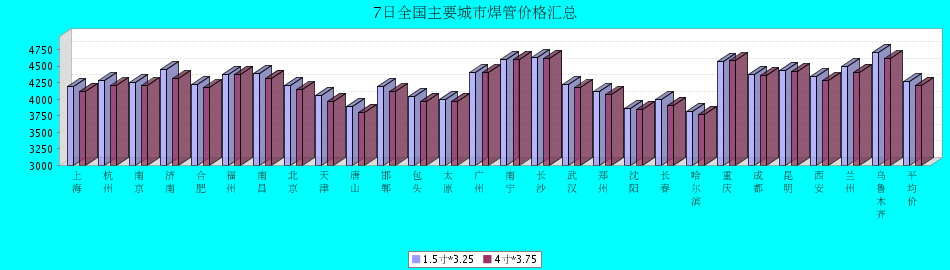 7日全国主要城市焊管价格汇总
4750
4500
4250
4000
3750
3500
3250
3000
上海
杭州
南京
济南
合肥
福州
南昌
北京
天津
唐山
邯郸
包头
太原
广州
南宁
长沙
武汉
郑州
沈阳
长春
哈尔滨
重庆
成都
昆明
西安
兰州
乌鲁木齐
平均价
1.5寸*3.25
4寸*3.75